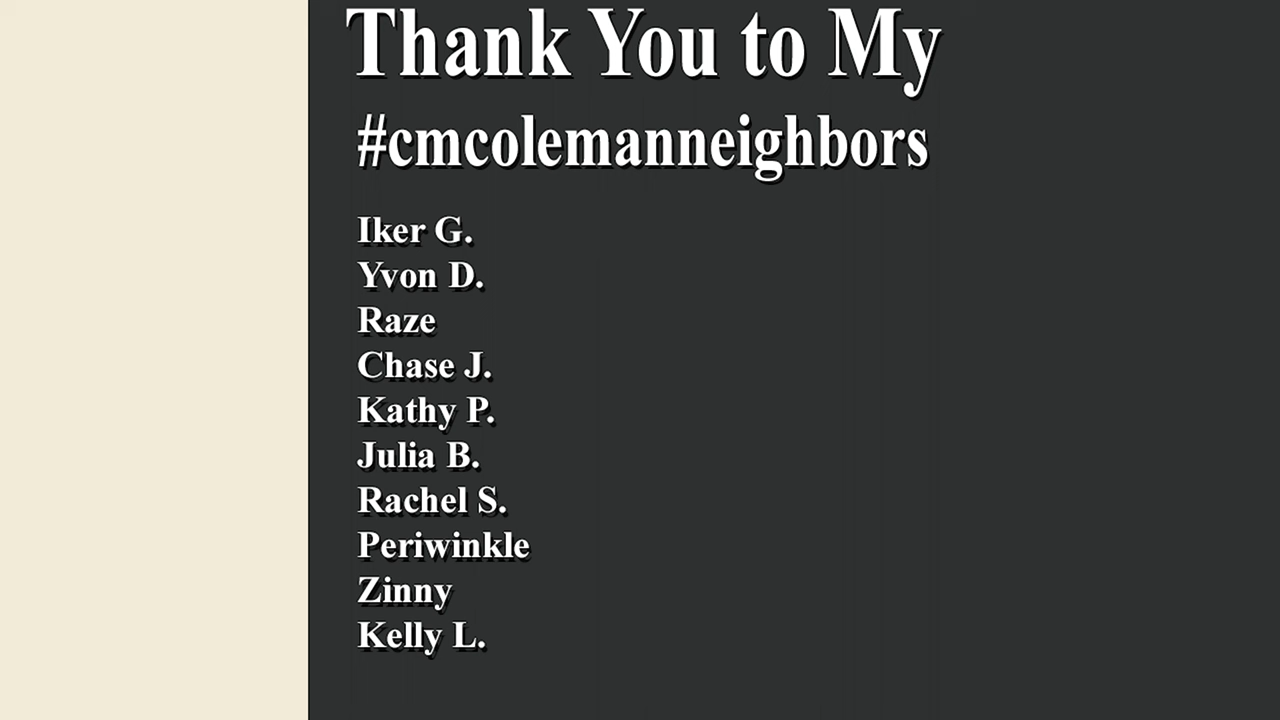 Thank You to My
#cmcolemanneighbors
Iker G.
Yvon D.
Raze
Chase J.
Kathy P.
Julia B.
Rachel S.
Periwinkle
Zinny
Kelly L.